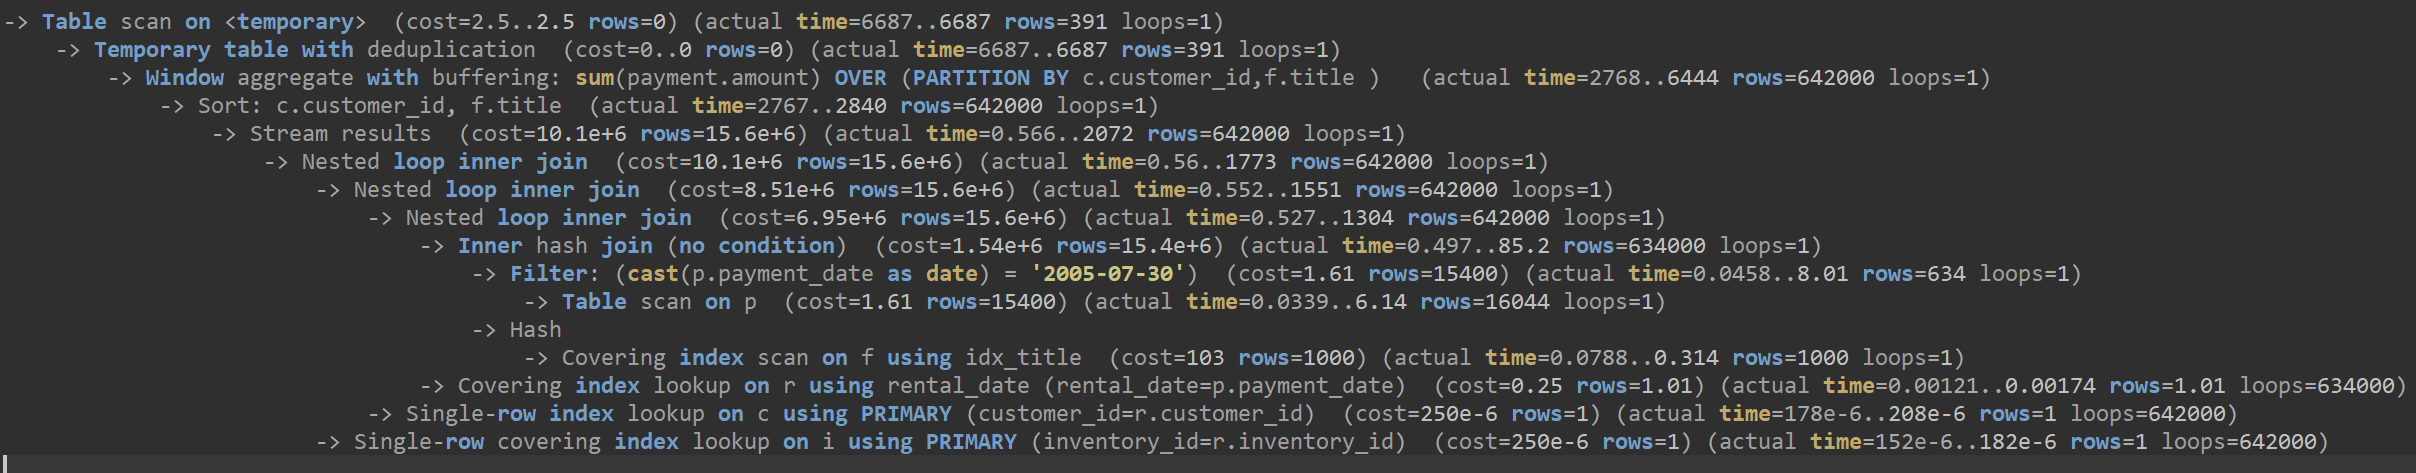 -> Table scan on <temporary>  (cost=2.5..2.5 rows=0) (actual time=6687..6687 rows=391 loops=1)
    -> Temporary table with deduplication  (cost=0..0 rows=0) (actual time=6687..6687 rows=391 loops=1)
        -> Window aggregate with buffering: sum(payment.amount) OVER (PARTITION BY c.customer_id,f.title )   (actual time=2768..6444 rows=642000 loops=1)
            -> Sort: c.customer_id, f.title  (actual time=2767..2840 rows=642000 loops=1)
                -> Stream results  (cost=10.1e+6 rows=15.6e+6) (actual time=0.566..2072 rows=642000 loops=1)
                    -> Nested loop inner join  (cost=10.1e+6 rows=15.6e+6) (actual time=0.56..1773 rows=642000 loops=1)
                        -> Nested loop inner join  (cost=8.51e+6 rows=15.6e+6) (actual time=0.552..1551 rows=642000 loops=1)
                            -> Nested loop inner join  (cost=6.95e+6 rows=15.6e+6) (actual time=0.527..1304 rows=642000 loops=1)
                                -> Inner hash join (no condition)  (cost=1.54e+6 rows=15.4e+6) (actual time=0.497..85.2 rows=634000 loops=1)
                                    -> Filter: (cast(p.payment_date as date) = '2005-07-30')  (cost=1.61 rows=15400) (actual time=0.0458..8.01 rows=634 loops=1)
                                        -> Table scan on p  (cost=1.61 rows=15400) (actual time=0.0339..6.14 rows=16044 loops=1)
                                    -> Hash
                                        -> Covering index scan on f using idx_title  (cost=103 rows=1000) (actual time=0.0788..0.314 rows=1000 loops=1)
                                -> Covering index lookup on r using rental_date (rental_date=p.payment_date)  (cost=0.25 rows=1.01) (actual time=0.00121..0.00174 rows=1.01 loops=634000)
                            -> Single-row index lookup on c using PRIMARY (customer_id=r.customer_id)  (cost=250e-6 rows=1) (actual time=178e-6..208e-6 rows=1 loops=642000)
                        -> Single-row covering index lookup on i using PRIMARY (inventory_id=r.inventory_id)  (cost=250e-6 rows=1) (actual time=152e-6..182e-6 rows=1 loops=642000)